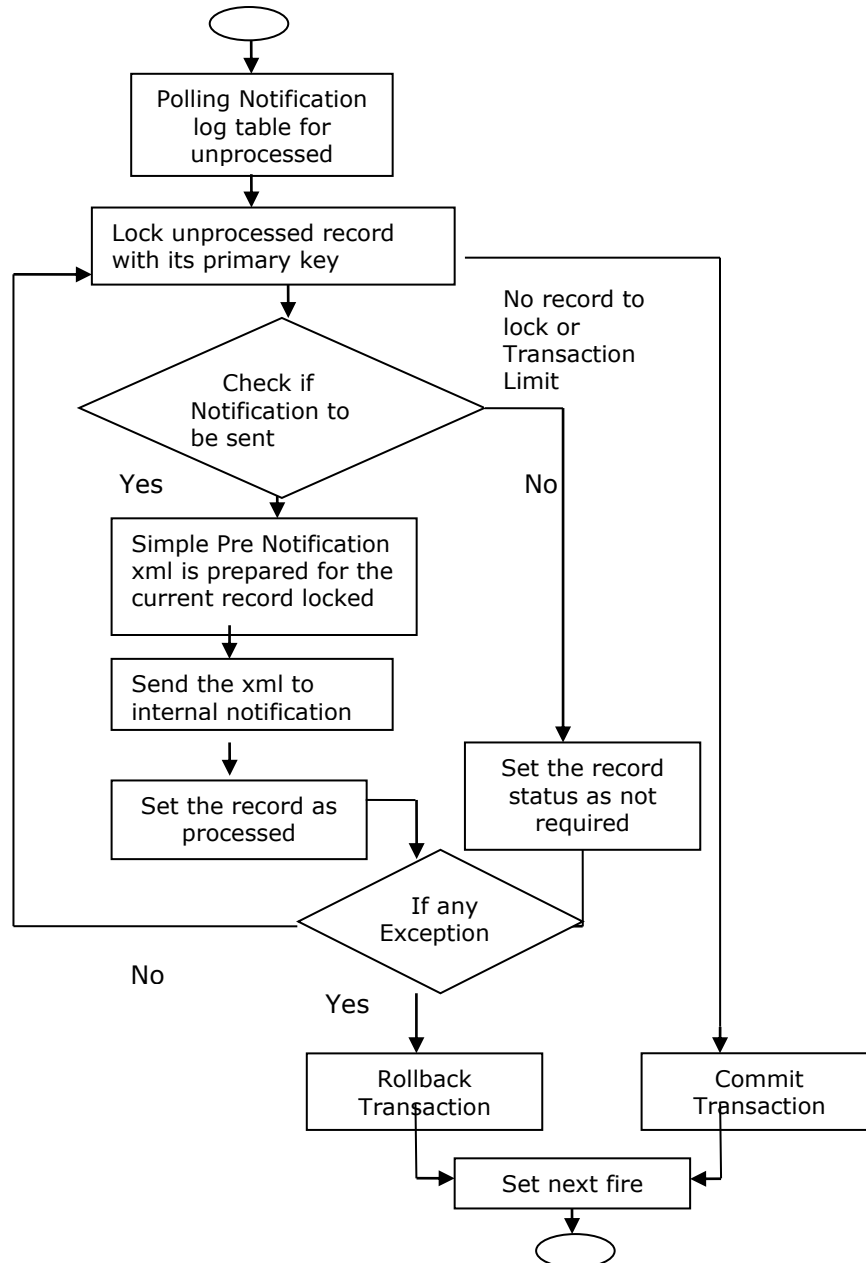 Polling Notification
log table for
unprocessed
Lock unprocessed record
with its primary key
No record to
lock or
Transaction
Limit
Check if
Notification to
be sent
Yes
No
Simple Pre Notification
xml is prepared for the
current record locked
Send the xml to
internal notification
Set the record as
processed
Set the record
status as not
required
If any
Exception
No
Yes
Rollback
Transaction
Commit
Transaction
Set next fire